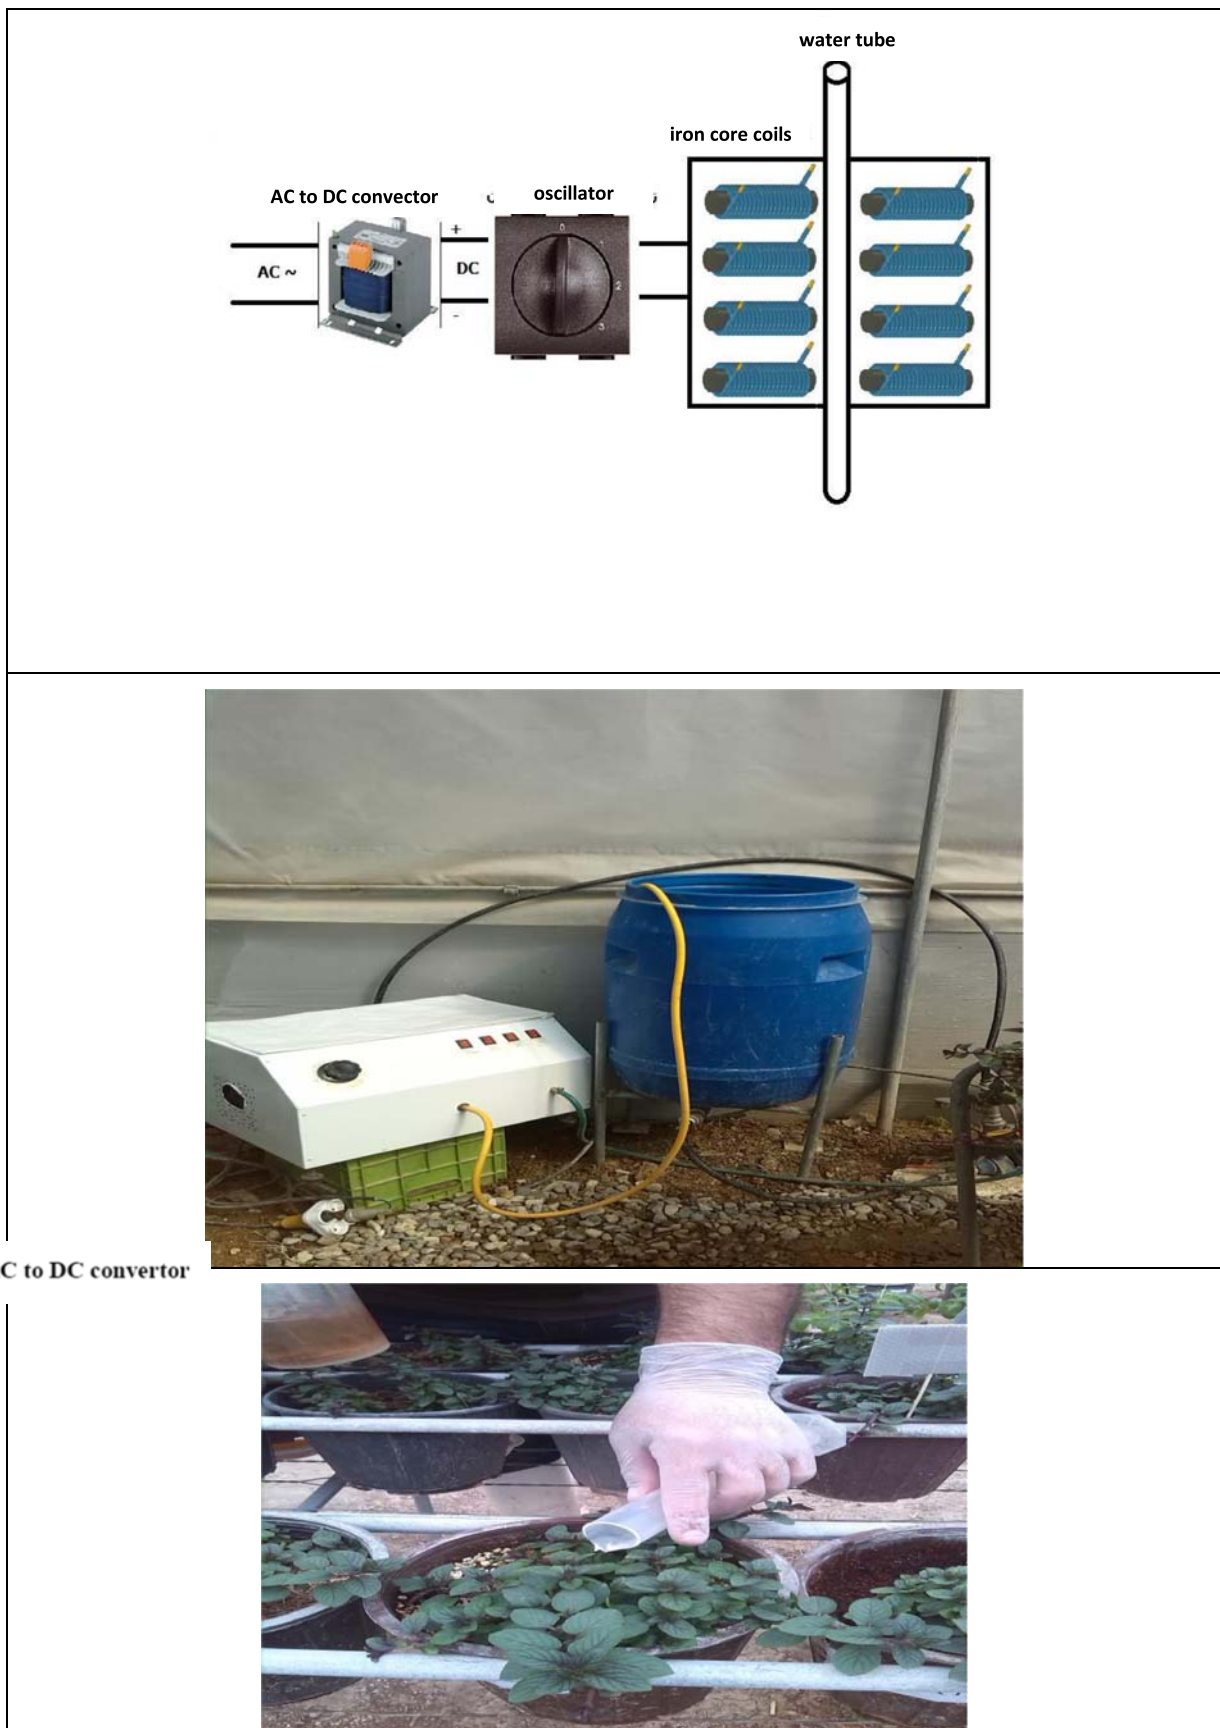 water tube
iron core coils
AC to DC convector
oscillator
+
AC ~
DC
-
0
1
2
3
C to DC convertor